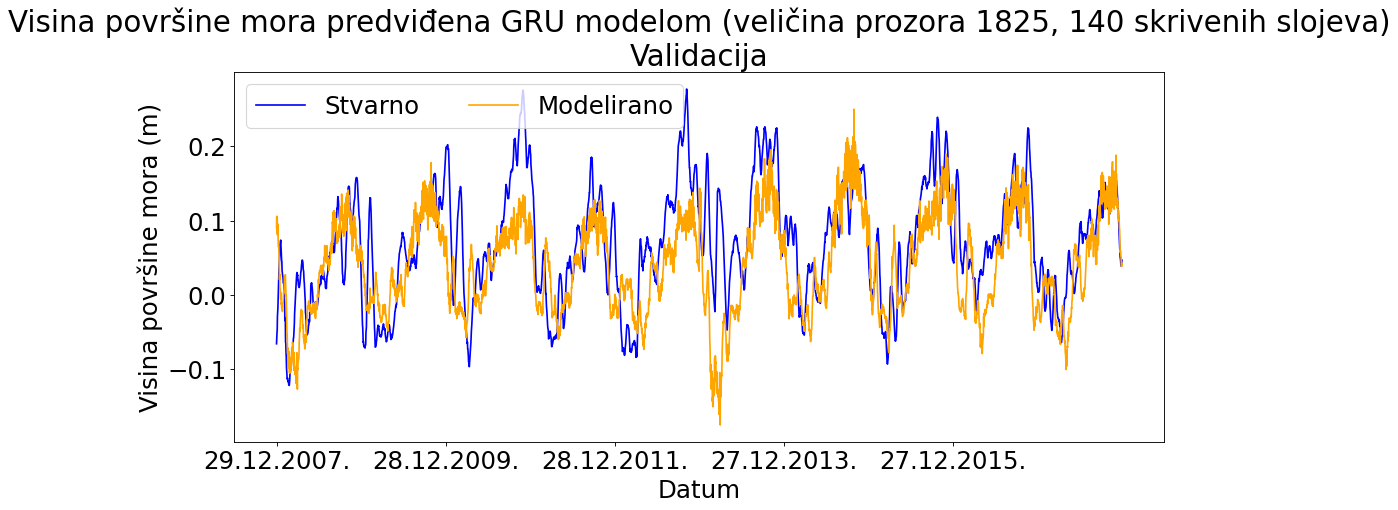 Visina površine mora predviđena GRU modelom (veličina prozora 1825, 140 skrivenih slojeva)
Validacija
Stvarno Modelirano
Visina površine mora (m)
0.2
0.1
0.0
−0.1
29.12.2007. 28.12.2009. 28.12.2011. 27.12.2013. 27.12.2015.
Datum